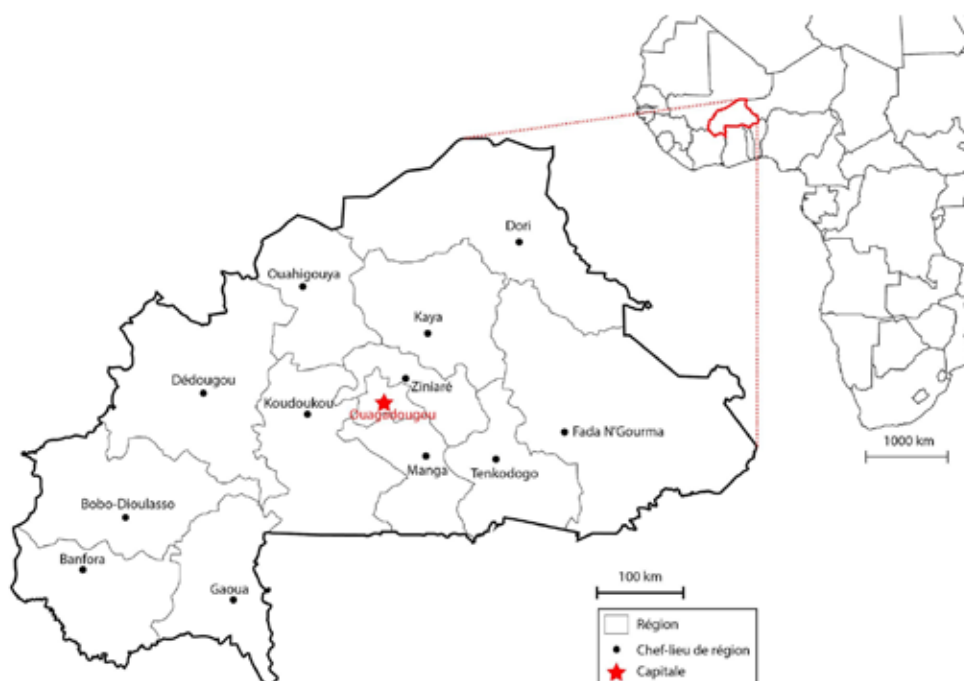 Dori
Ouahigouya
Kaya
Dédougou
Ziniaré
Koudoukou
Ouagadougou
Fada N'Gourma
Manga
Tenkodogo
Bobo-Dioulasso
Banfora
Gaoua
1000 km
100 km
Région
Chef-lieu de région
Capitale